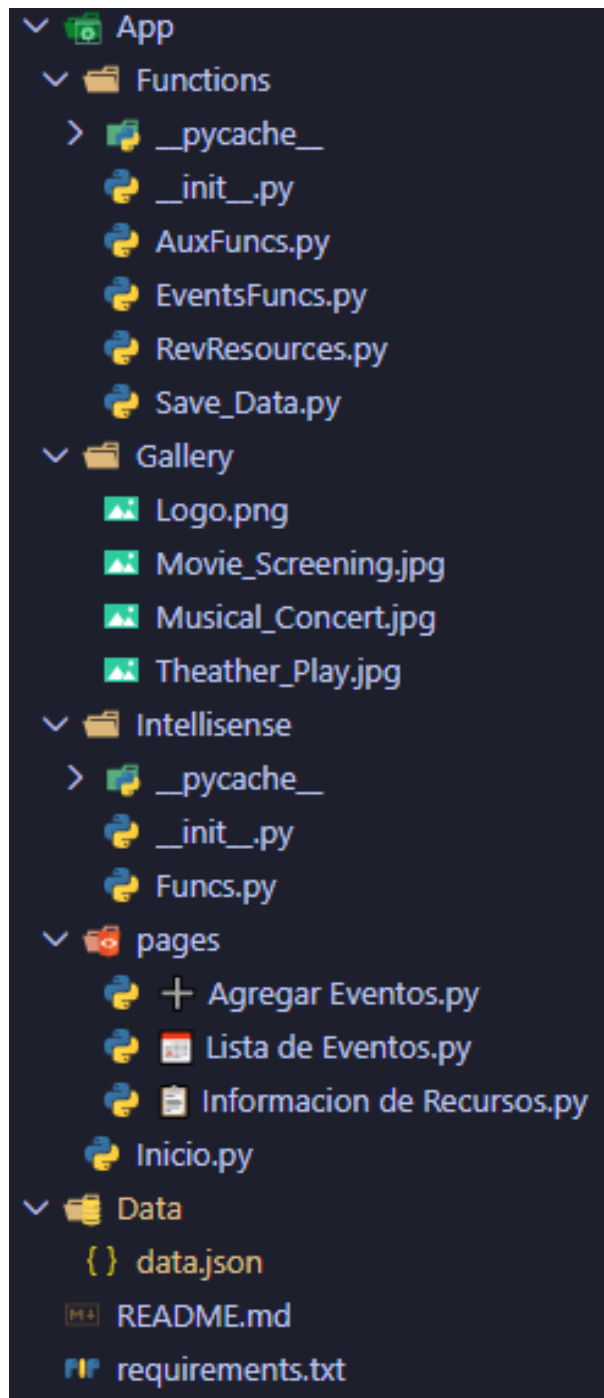 App
Functions
__pycache__
__init__.py
AuxFuncs.py
EventsFuncs.py
RevResources.py
Save_Data.py
Gallery
Logo.png
Movie_Screening.jpg
Musical_Concert.jpg
Theather_Play.jpg
Intellisense
__pycache__
__init__.py
Funcs.py
pages
➕ Agregar Eventos.py
📅 Lista de Eventos.py
📋 Informacion de Recursos.py
Inicio.py
Data
{ } data.json
M↓ README.md
PIP requirements.txt